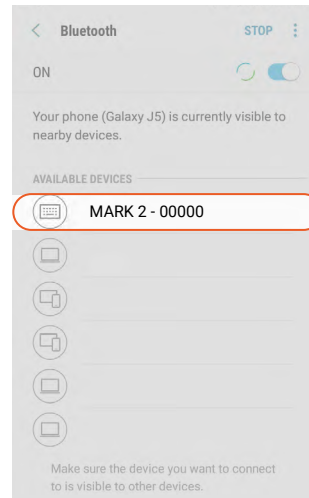 Bluetooth STOP
ON
Your phone (Galaxy J5) is currently visible to
nearby devices.
AVAILABLE DEVICES
MARK 2 - 00000
Make sure the device you want to connect
to is visible to other devices.